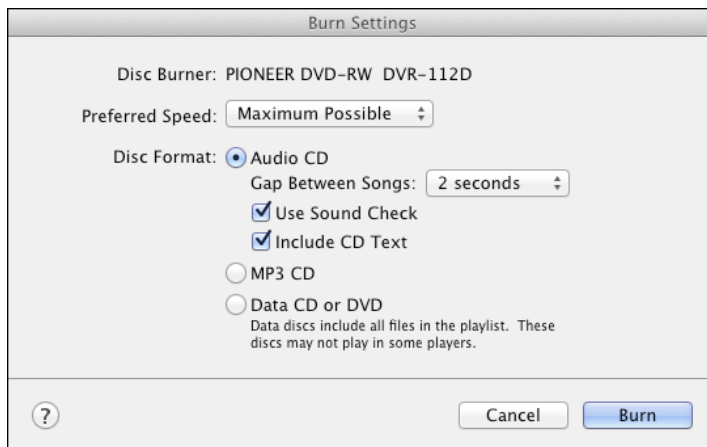 Burn Settings
Disc Burner: PIONEER DVD-RW DVR-112D
Preferred Speed: Maximum Possible
Disc Format: Audio CD
Gap Between Songs: 2 seconds
Use Sound Check
Include CD Text
MP3 CD
Data CD or DVD
Data discs include all files in the playlist. These
discs may not play in some players.
? Cancel Burn